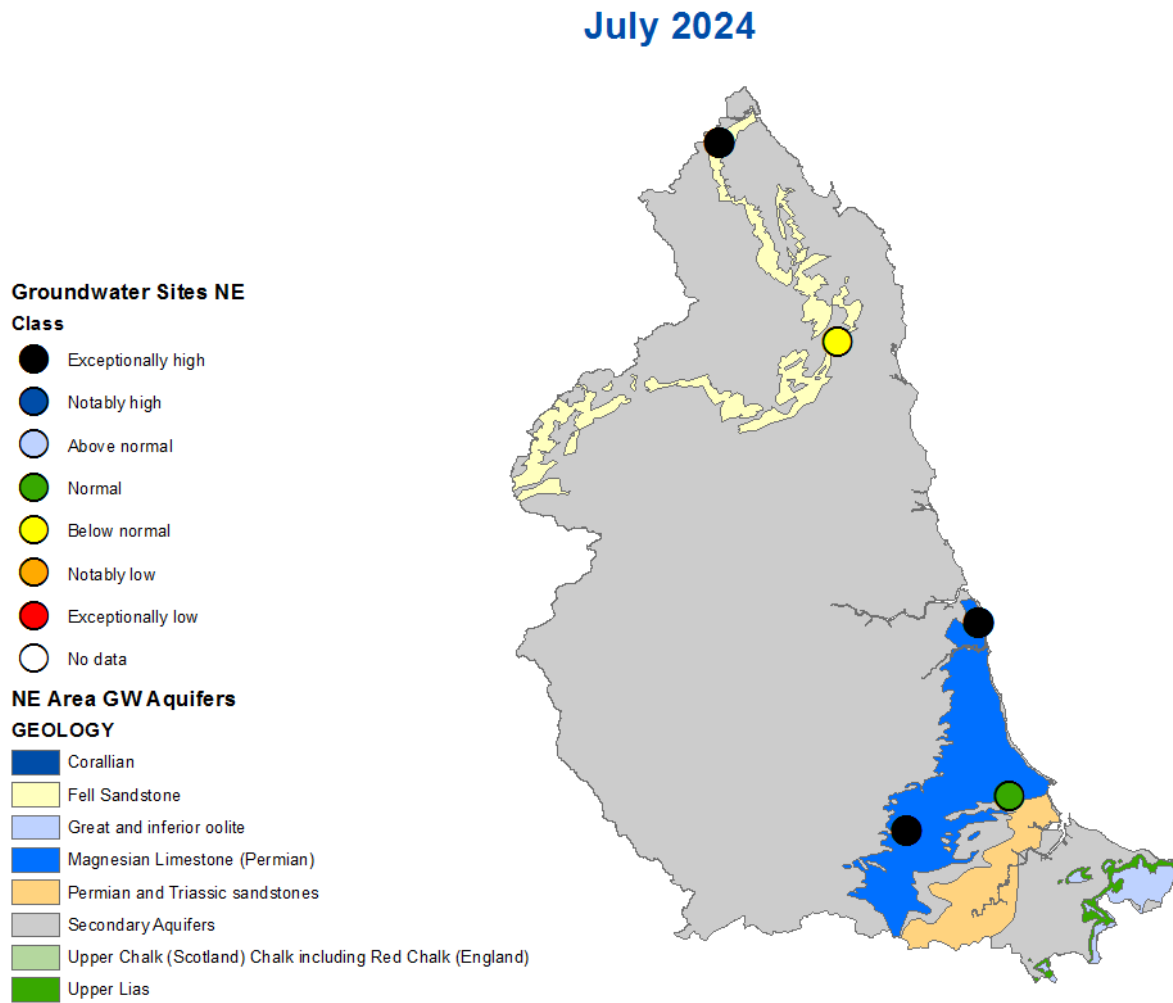 July 2024
Groundwater Sites NE
Class
Exceptionally high
Notably high
Above normal
Normal
Below normal
Notably low
Exceptionally low
No data
NE Area GW Aquifers
GEOLOGY
Corallian
Fell Sandstone
Great and inferior oolite
Magnesian Limestone (Permian)
Permian and Triassic sandstones
Secondary Aquifers
Upper Chalk (Scotland) Chalk including Red Chalk (England)
Upper Lias